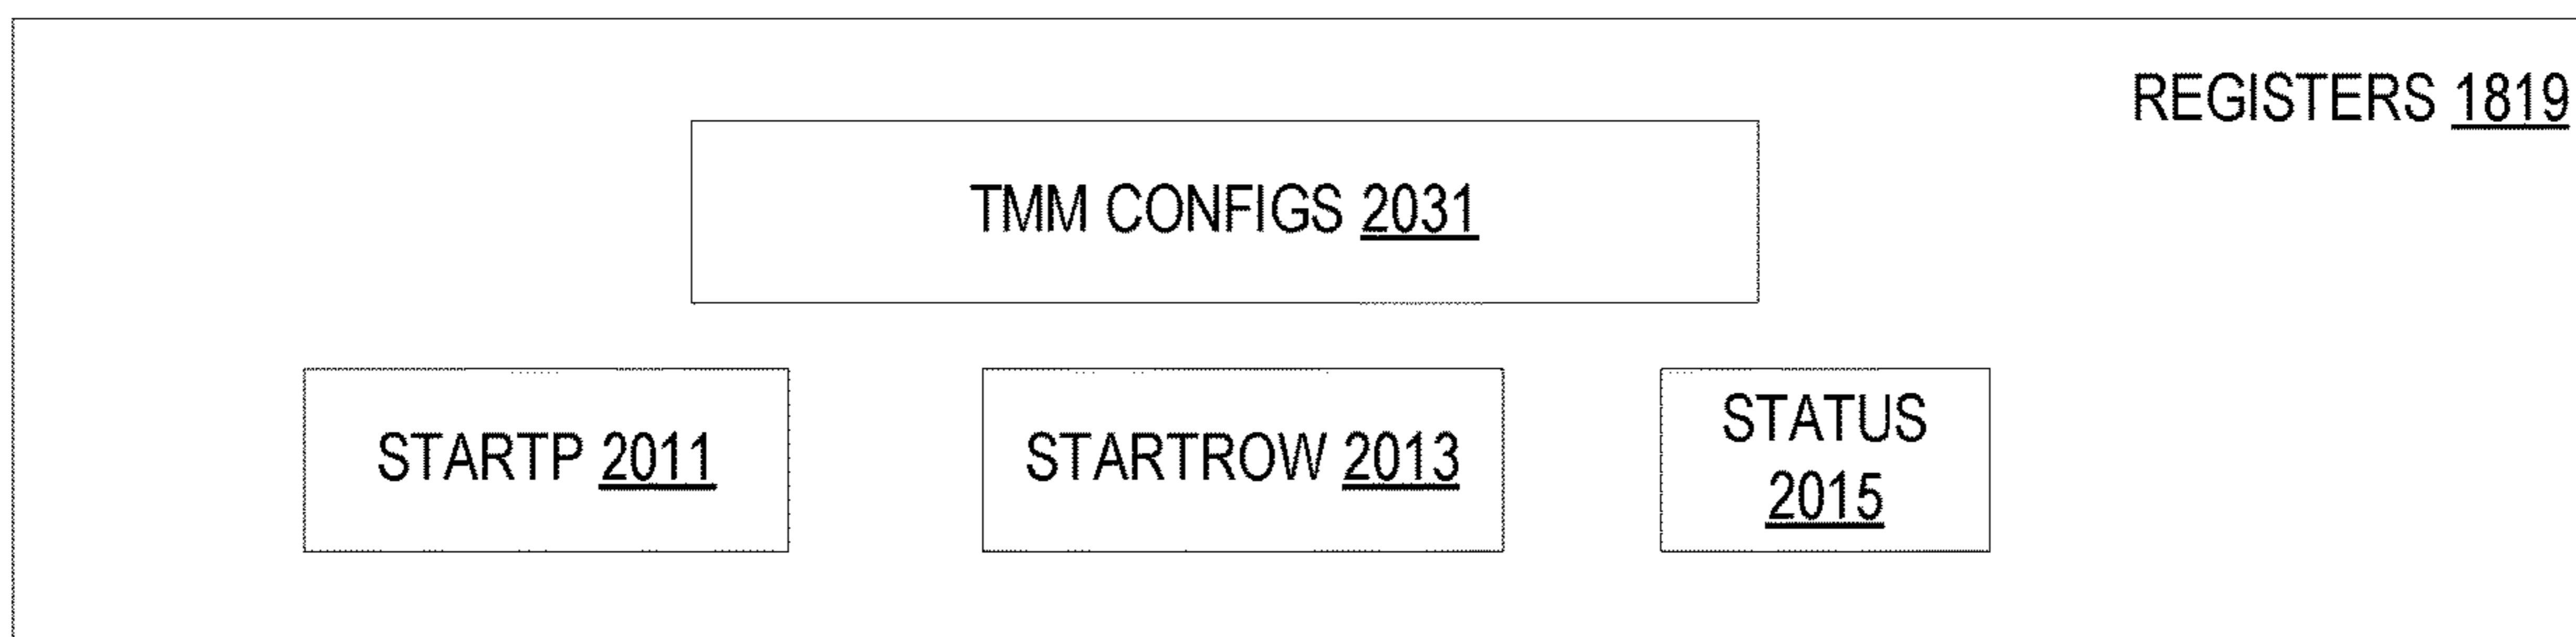 REGISTERS 1819
TMM CONFIGS 2031
STARTP 2011
STARTROW 2013
STATUS
2015